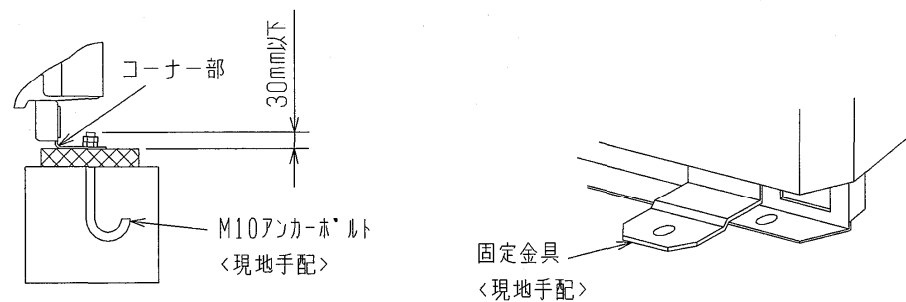 コーナー部
30mm以下
M10アンカーボルト
<現地手配>
固定金具
<現地手配>